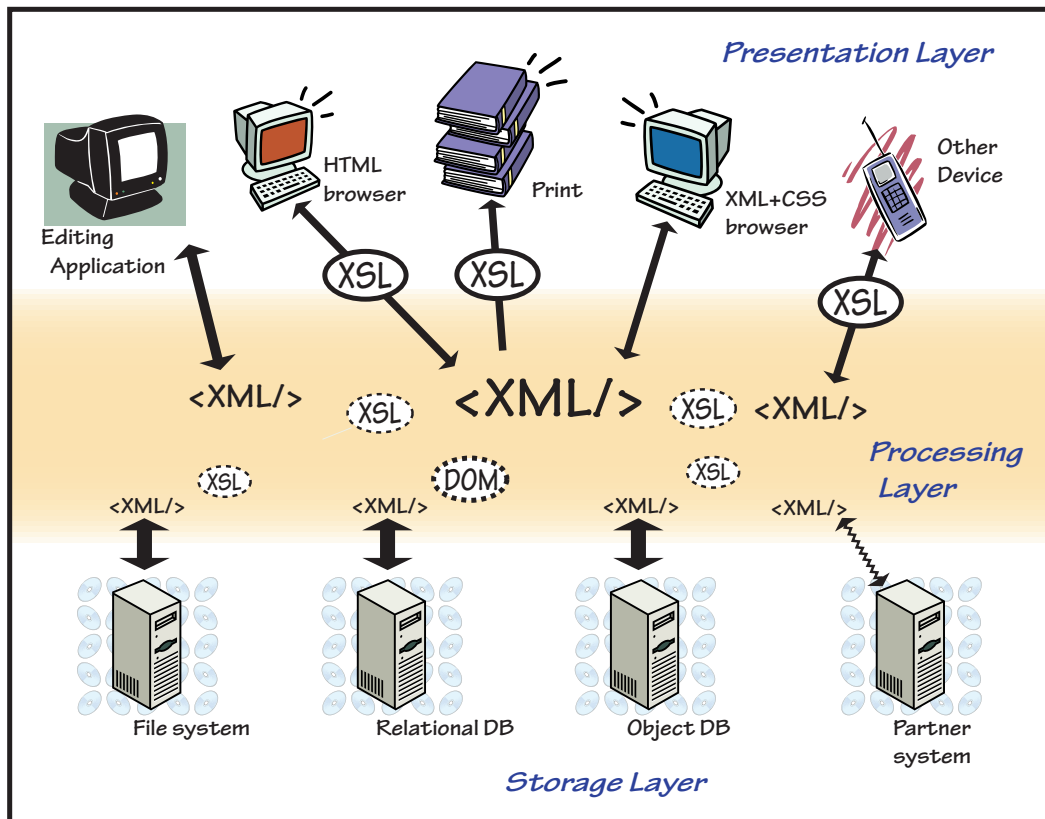 Presentation Layer
HTML
browser
Print
XML+CSS
browser
Other
Device
Editing
Application
XSL
XSL
XSL
<XML/>
XSL
<XML/>
XSL
<XML/>
Processing
Layer
XSL
DOM
XSL
<XML/>
<XML/>
<XML/>
<XML/>
File system
Relational DB
Object DB
Partner
system
Storage Layer